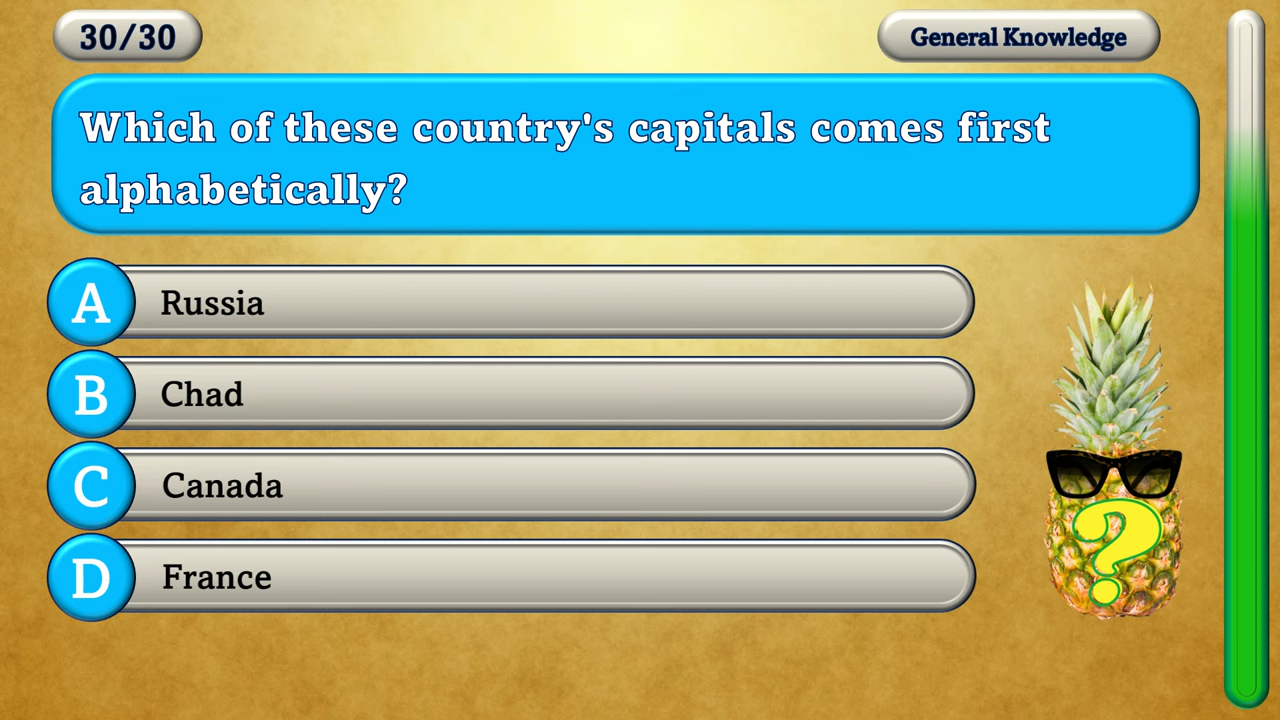 30/30
General Knowledge
Which of these country's capitals comes first
alphabetically?
A Russia
B Chad
C Canada
D France
?